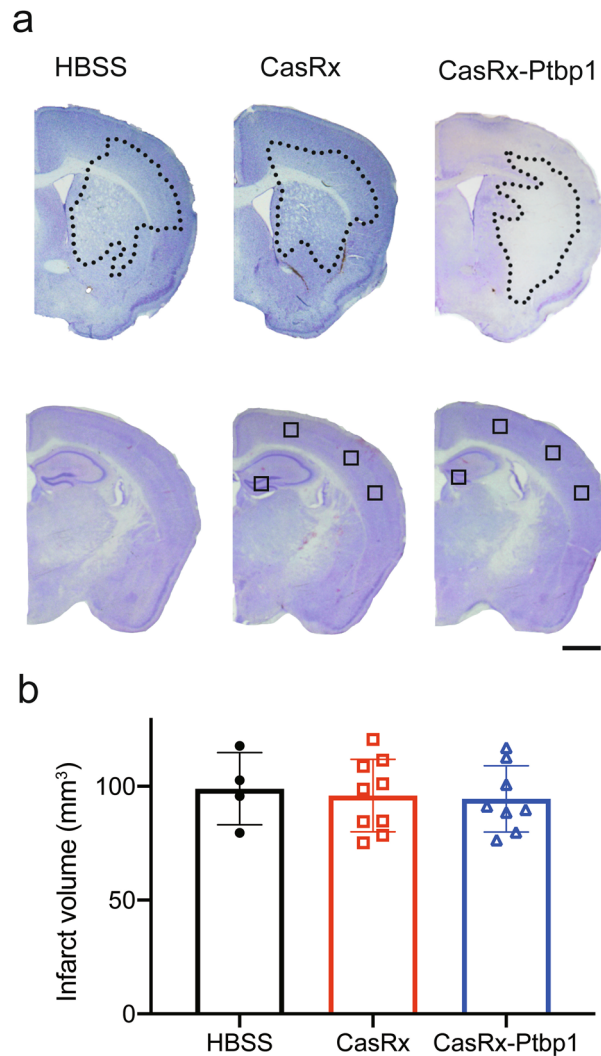 a
HBSS CasRx CasRx-Ptbp1
b
Infarct volume (mm³)
100
50
0
HBSS CasRx CasRx-Ptbp1